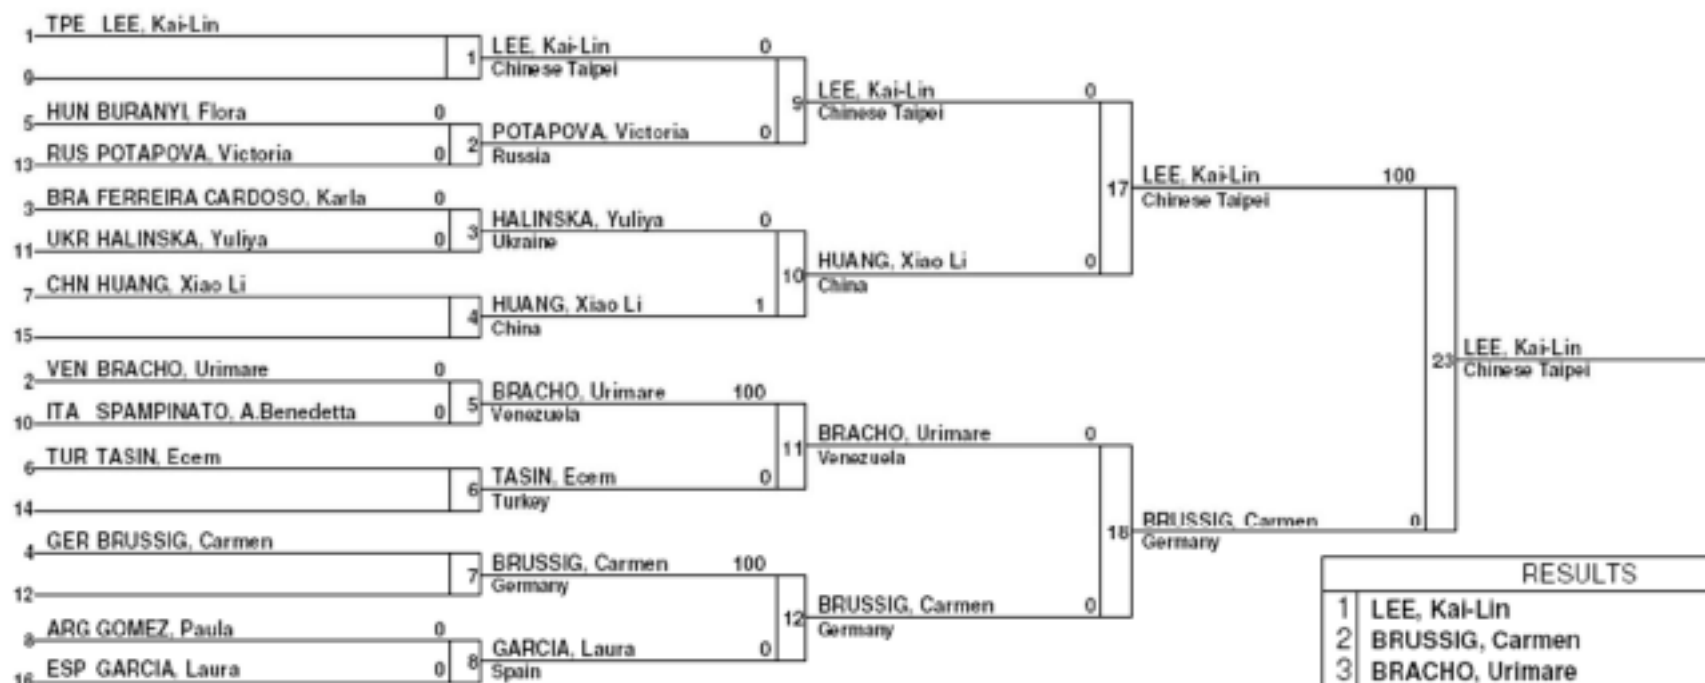 1 TPE LEE, Kai-Lin
9
1 LEE, Kai-Lin 0
Chinese Taipei
5 HUN BURANYI, Flora 0
13 RUS POTAPOVA, Victoria 0
2 POTAPOVA, Victoria 0
Russia
9 LEE, Kai-Lin 0
Chinese Taipei
3 BRA FERREIRA CARDOSO, Karla 0
11 UKR HALINSKA, Yuliya 0
3 HALINSKA, Yuliya 0
Ukraine
7 CHN HUANG, Xiao Li
15
4 HUANG, Xiao Li 1
China
10 HUANG, Xiao Li 0
China
17 LEE, Kai-Lin 100
Chinese Taipei
2 VEN BRACHO, Urimare 0
10 ITA SPAMPINATO, A.Benedetta 0
5 BRACHO, Urimare 100
Venezuela
6 TUR TASIN, Ecem
14
6 TASIN, Ecem 0
Turkey
11 BRACHO, Urimare 0
Venezuela
4 GER BRUSSIG, Carmen
12
7 BRUSSIG, Carmen 100
Germany
8 ARG GOMEZ, Paula 0
16 ESP GARCIA, Laura 0
8 GARCIA, Laura 0
Spain
12 BRUSSIG, Carmen 0
Germany
18 BRUSSIG, Carmen 0
Germany
23 LEE, Kai-Lin
Chinese Taipei
RESULTS
1 LEE, Kai-Lin
2 BRUSSIG, Carmen
3 BRACHO, Urimare